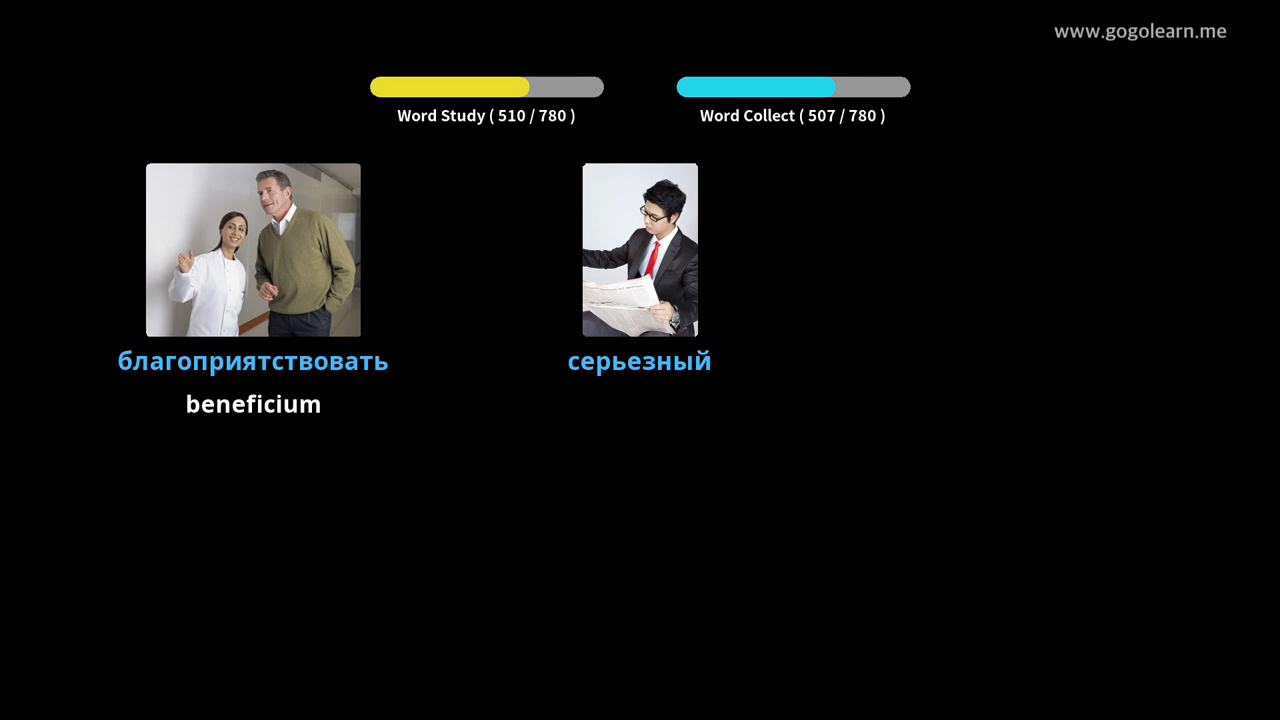 www.gogolearn.me
Word Study ( 510 / 780 )
Word Collect ( 507 / 780 )
благоприятствовать
серьезный
beneficium